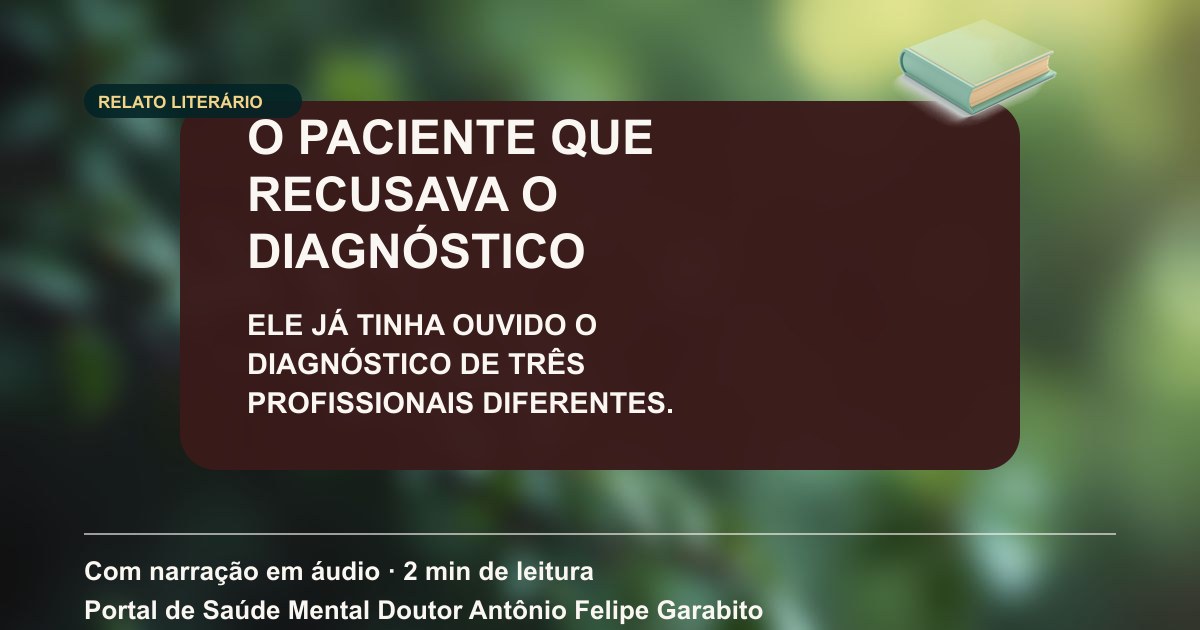 RELATO LITERÁRIO
O PACIENTE QUE
RECUSAVA O
DIAGNÓSTICO
ELE JÁ TINHA OUVIDO O
DIAGNÓSTICO DE TRÊS
PROFISSIONAIS DIFERENTES.
Com narração em áudio · 2 min de leitura
Portal de Saúde Mental Doutor Antônio Felipe Garabito